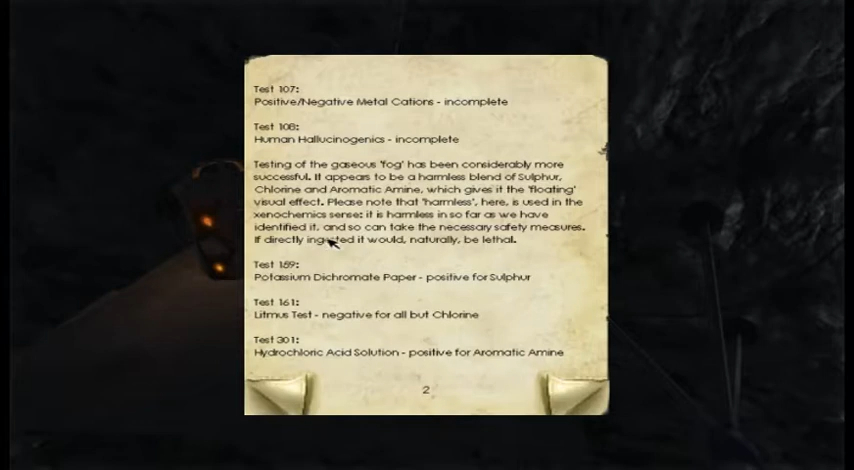 Test 107:
Positive/Negative Metal Cations - incomplete
Test 108:
Human Hallucinogenics - incomplete
Testing of the gaseous 'fog' has been considerably more
successful. It appears to be a harmless blend of Sulphur,
Chlorine and Aromatic Amine, which gives it the 'floating'
visual effect. Please note that 'harmless', here, is used in the
xenochemics sense: it is harmless in so far as we have
identified it, and so can take the necessary safety measures.
If directly ingested it would, naturally, be lethal.
Test 159:
Potassium Dichromate Paper - positive for Sulphur
Test 161:
Litmus Test - negative for all but Chlorine
Test 301:
Hydrochloric Acid Solution - positive for Aromatic Amine
2